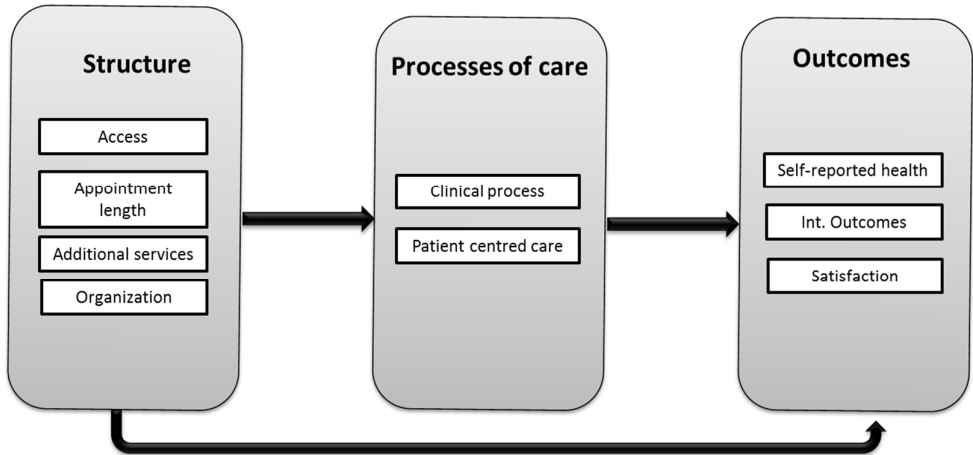 Structure
Access
Appointment
length
Additional services
Organization
Processes of care
Clinical process
Patient centred care
Outcomes
Self-reported health
Int. Outcomes
Satisfaction